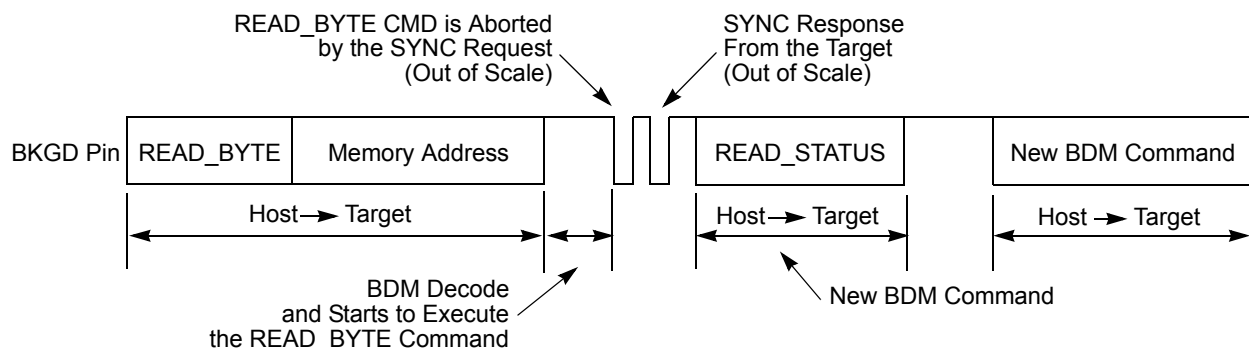 READ_BYTE CMD is Aborted
by the SYNC Request
(Out of Scale)
SYNC Response
From the Target
(Out of Scale)
BKGD Pin
READ_BYTE
Memory Address
READ_STATUS
New BDM Command
Host Target
Host Target
Host Target
BDM Decode
and Starts to Execute
the READ_BYTE Command
New BDM Command